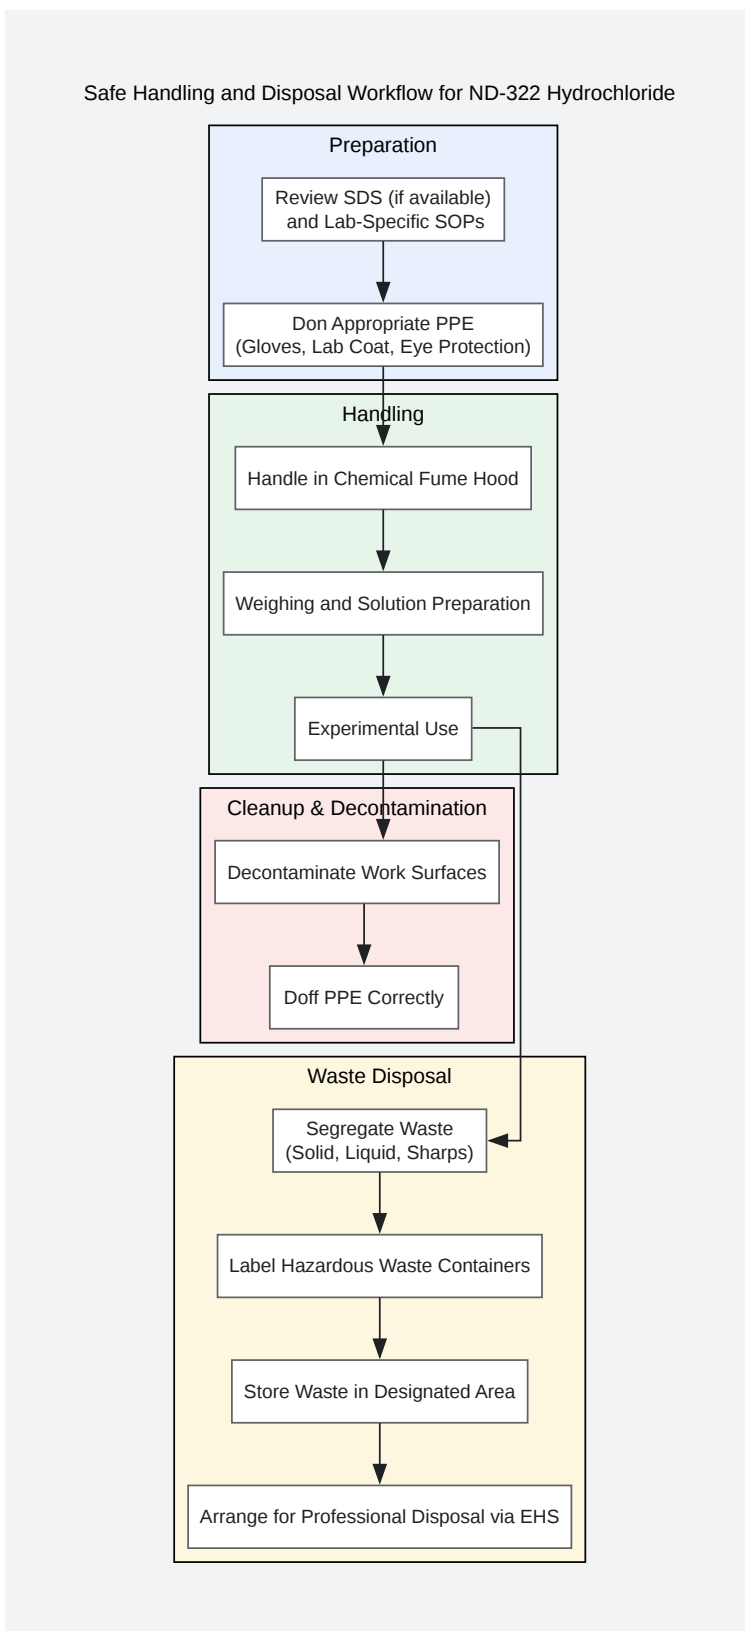 Safe Handling and Disposal Workflow for ND-322 Hydrochloride
Preparation
Review SDS (if available)
and Lab-Specific SOPs
Don Appropriate PPE
(Gloves, Lab Coat, Eye Protection)
Handling
Handle in Chemical Fume Hood
Weighing and Solution Preparation
Experimental Use
Cleanup & Decontamination
Decontaminate Work Surfaces
Doff PPE Correctly
Waste Disposal
Segregate Waste
(Solid, Liquid, Sharps)
Label Hazardous Waste Containers
Store Waste in Designated Area
Arrange for Professional Disposal via EHS